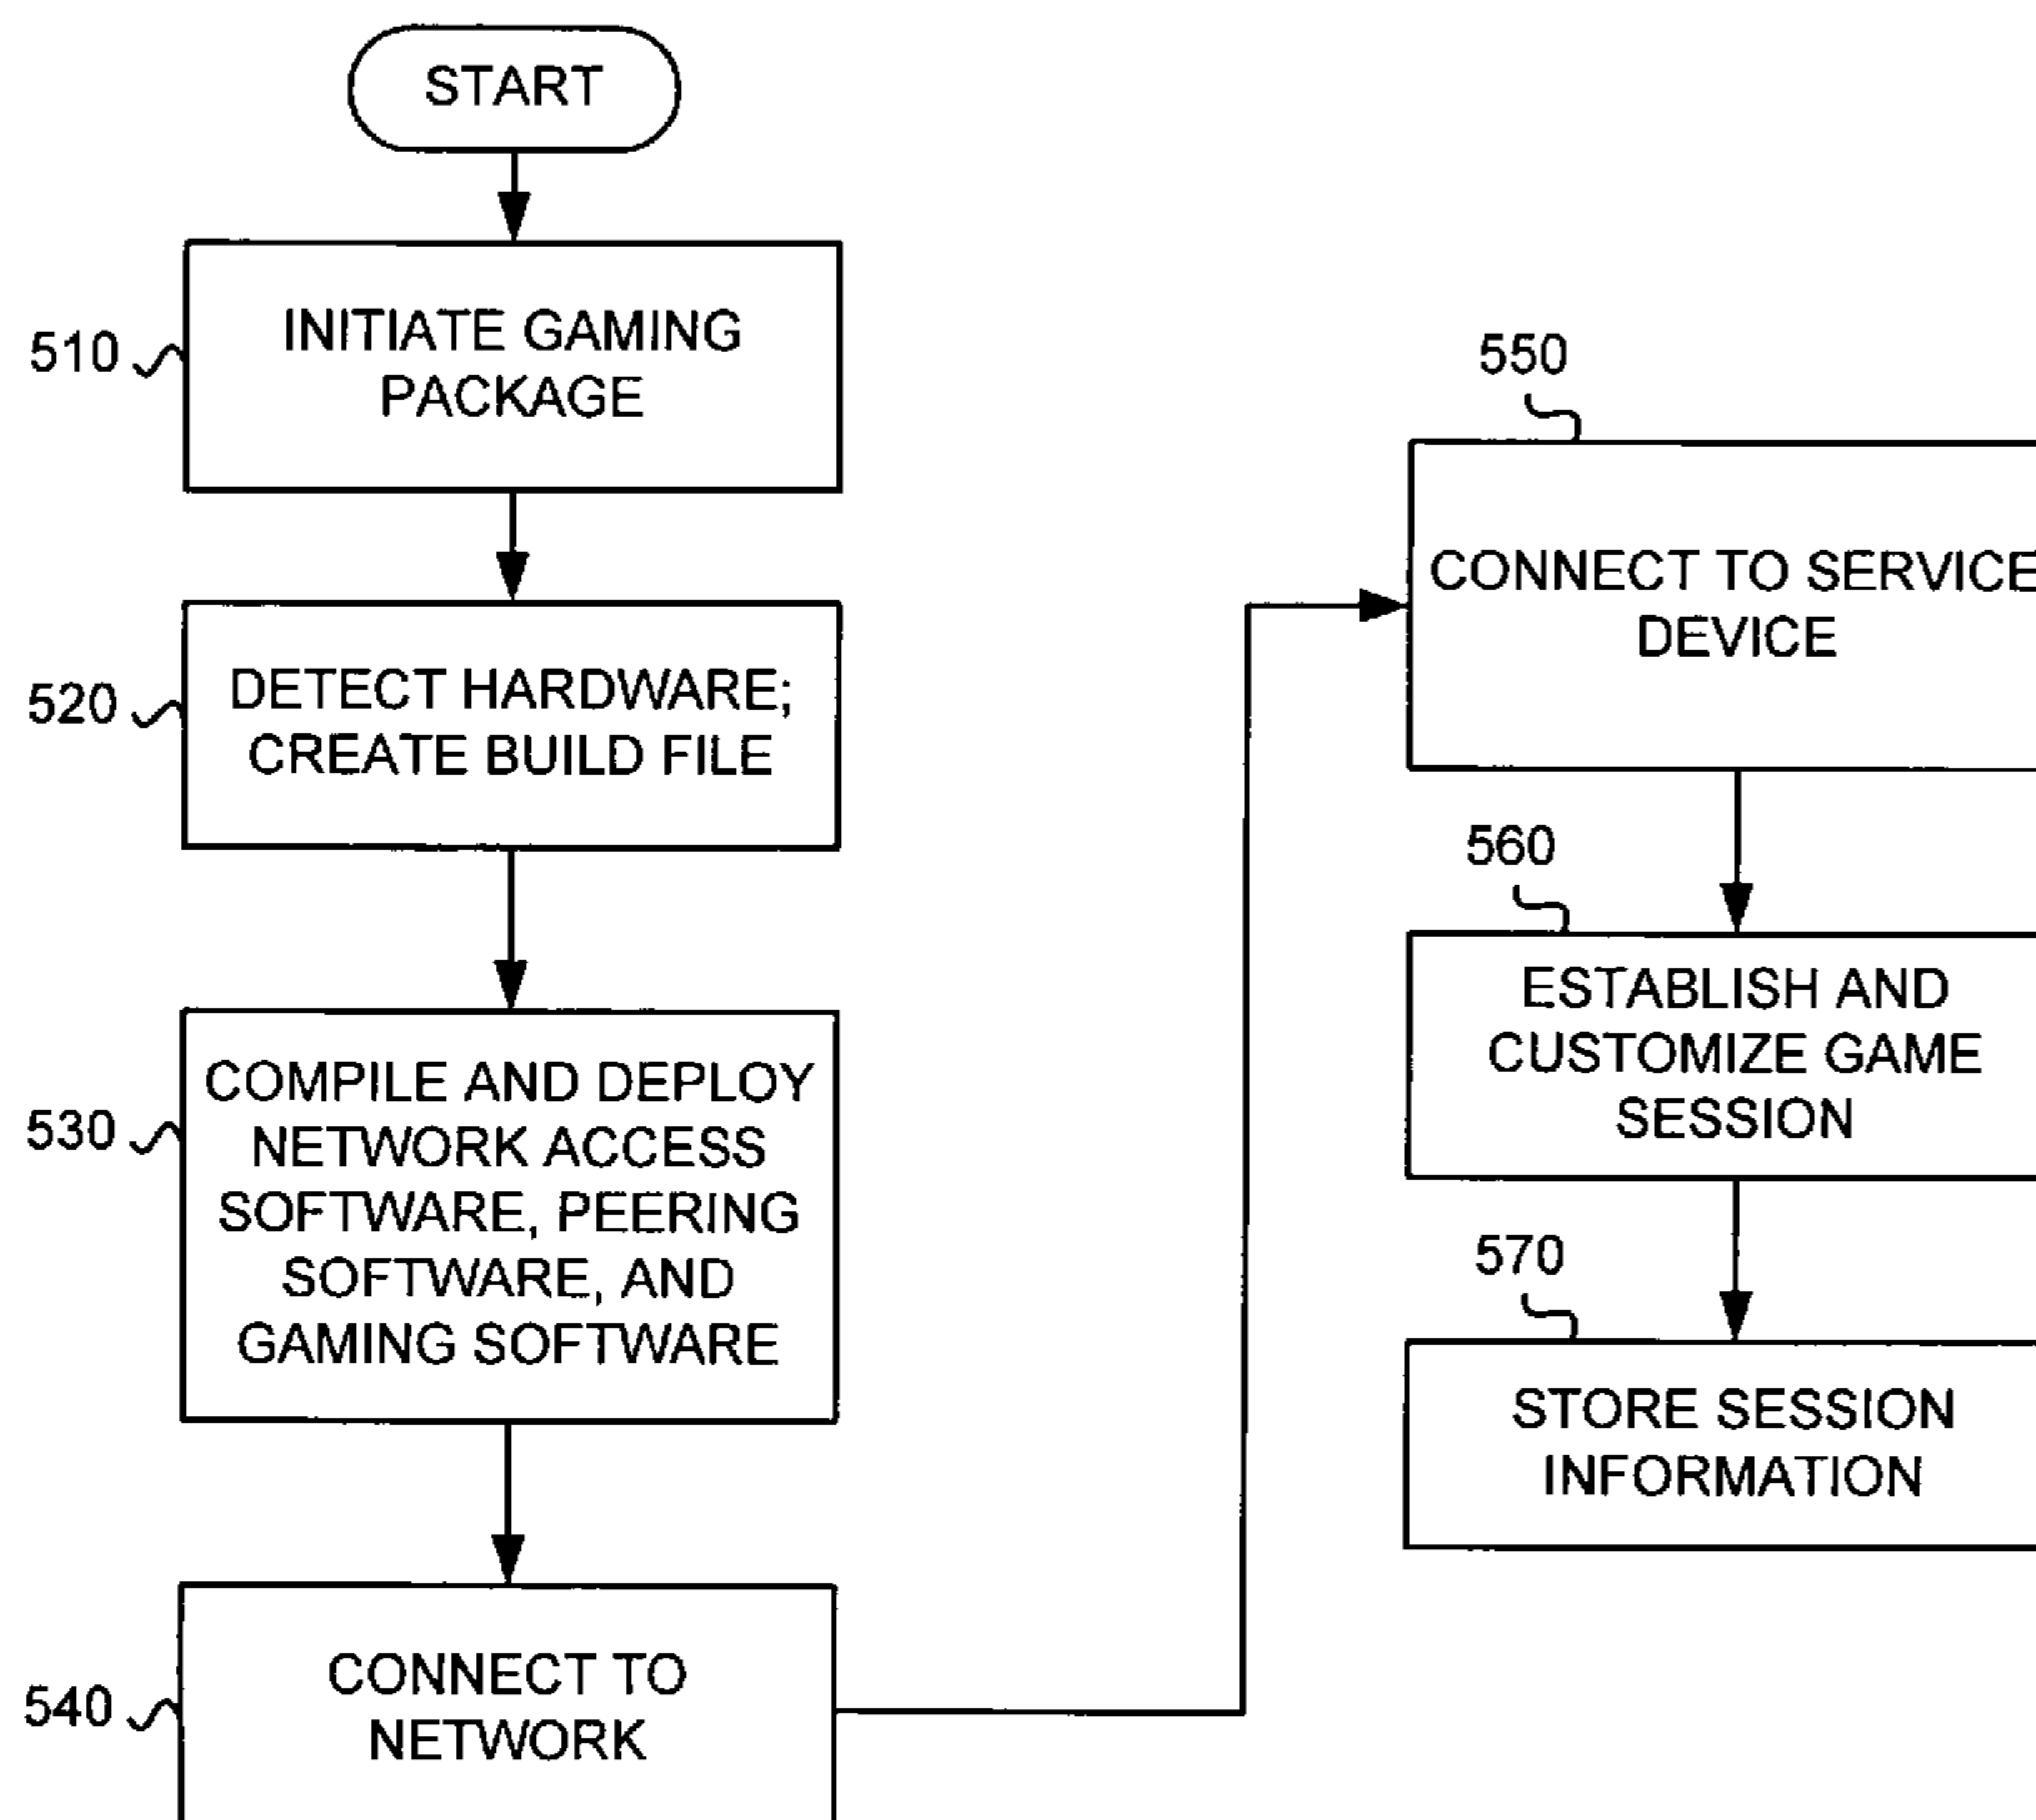 START
510
INITIATE GAMING
PACKAGE
520
DETECT HARDWARE;
CREATE BUILD FILE
530
COMPILE AND DEPLOY
NETWORK ACCESS
SOFTWARE, PEERING
SOFTWARE, AND
GAMING SOFTWARE
540
CONNECT TO
NETWORK
550
CONNECT TO SERVICE
DEVICE
560
ESTABLISH AND
CUSTOMIZE GAME
SESSION
570
STORE SESSION
INFORMATION